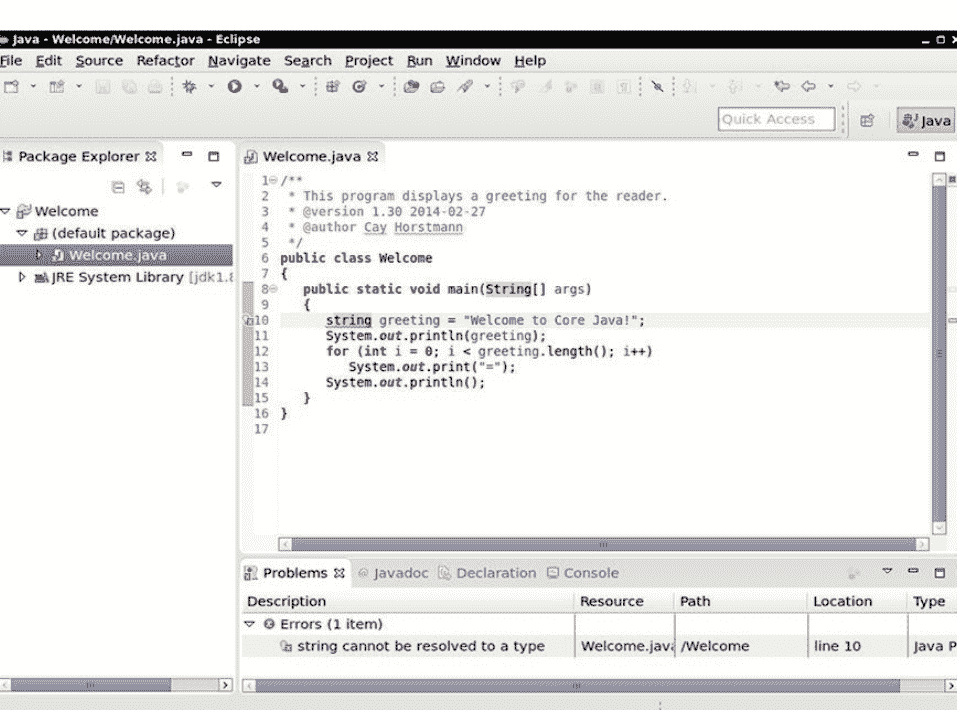 Java - Welcome/Welcome.java - Eclipse
File Edit Source Refactor Navigate Search Project Run Window Help
Quick Access
Java
Package Explorer
Welcome
(default package)
Welcome.java
JRE System Library [jdk1.8
Welcome.java
1 /**
2  * This program displays a greeting for the reader.
3  * @version 1.30 2014-02-27
4  * @author Cay Horstmann
5  */
6 public class Welcome
7 {
8    public static void main(String[] args)
9    {
10      string greeting = "Welcome to Core Java!";
11      System.out.println(greeting);
12      for (int i = 0; i < greeting.length(); i++)
13         System.out.print("=");
14      System.out.println();
15   }
16 }
17
Problems Javadoc Declaration Console
Description Resource Path Location Type
Errors (1 item)
string cannot be resolved to a type Welcome.java /Welcome line 10 Java P